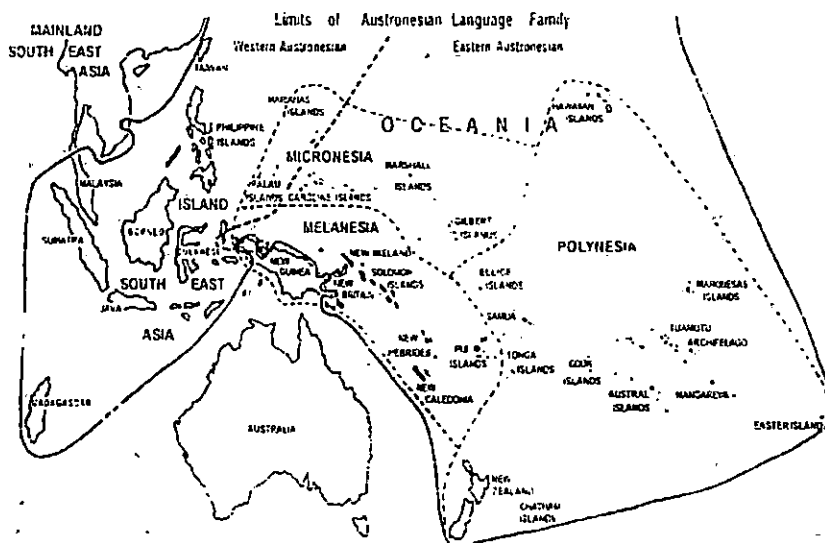 Limits of Austronesian Language Family
Western Austronesian
Eastern Austronesian
MAINLAND
SOUTH EAST
ASIA
TAIWAN
MARIANAS
ISLANDS
HAWAIIAN
ISLANDS
OCEANIA
PHILIPPINE
ISLANDS
MICRONESIA
MARSHALL
ISLANDS
MALAYSIA
PALAU
ISLANDS
CAROLINE ISLANDS
ISLAND
MELANESIA
GILBERT
ISLANDS
POLYNESIA
SUMATRA
BORNEO
NEW
GUINEA
NEW IRELAND
SOLOMON
ISLANDS
NEW
BRITAIN
ELLICE
ISLANDS
MARQUESAS
ISLANDS
SOUTH EAST
JAVA
ASIA
SAMOA
TUAMOTU
ARCHIPELAGO
NEW
HEBRIDES
FIJI
ISLANDS
TONGA
ISLANDS
COOK
ISLANDS
AUSTRAL
ISLANDS
MANGAREVA
NEW
CALEDONIA
MADAGASCAR
AUSTRALIA
EASTER ISLAND
NEW
ZEALAND
CHATHAM
ISLANDS